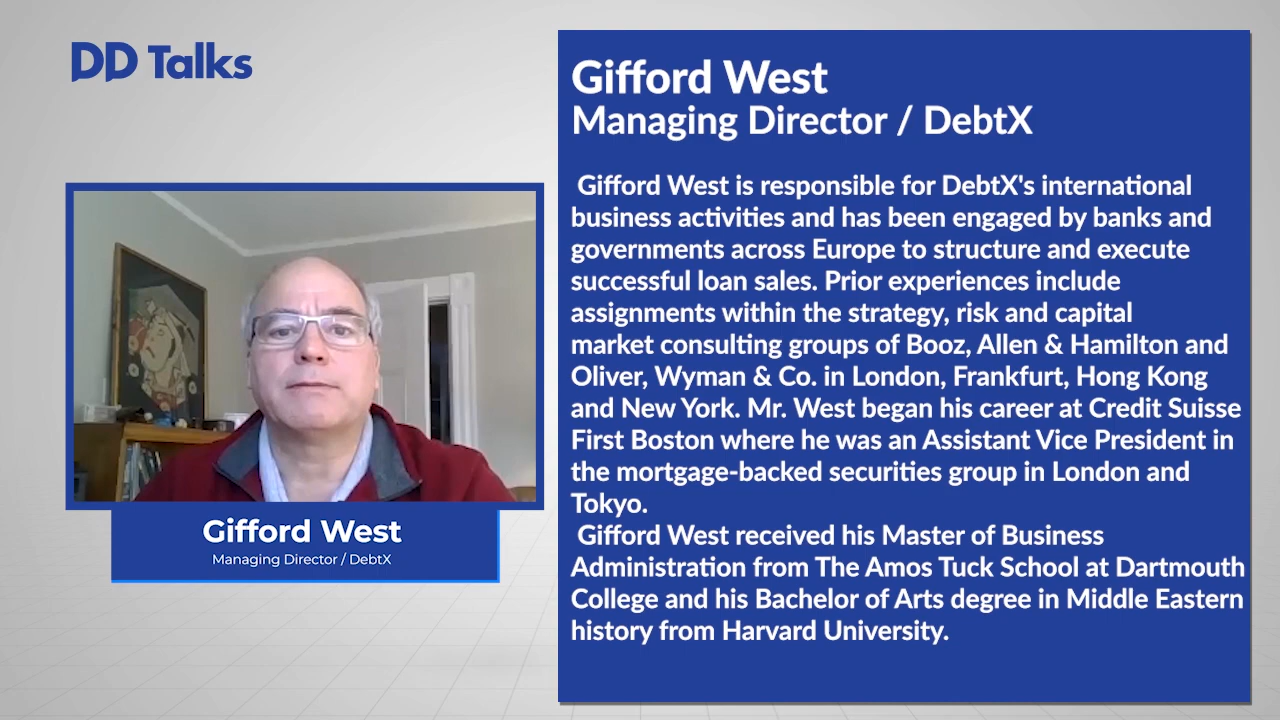 DD Talks
Gifford West
Managing Director / DebtX
Gifford West is responsible for DebtX's international
business activities and has been engaged by banks and
governments across Europe to structure and execute
successful loan sales. Prior experiences include
assignments within the strategy, risk and capital
market consulting groups of Booz, Allen & Hamilton and
Oliver, Wyman & Co. in London, Frankfurt, Hong Kong
and New York. Mr. West began his career at Credit Suisse
First Boston where he was an Assistant Vice President in
the mortgage-backed securities group in London and
Tokyo.
Gifford West received his Master of Business
Administration from The Amos Tuck School at Dartmouth
College and his Bachelor of Arts degree in Middle Eastern
history from Harvard University.
Gifford West
Managing Director / DebtX